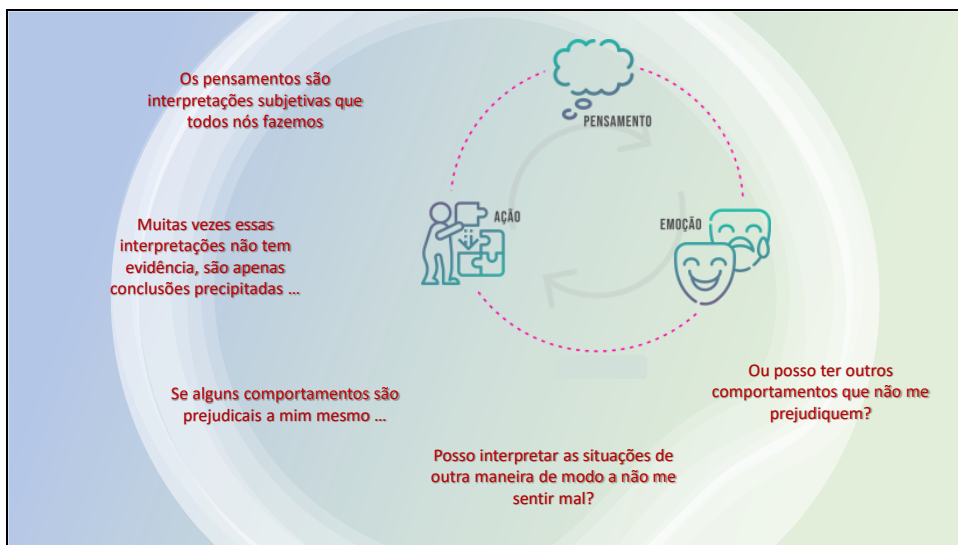 Os pensamentos são
interpretações subjetivas que
todos nós fazemos
PENSAMENTO
Muitas vezes essas
interpretações não tem
evidência, são apenas
conclusões precipitadas ...
AÇÃO
EMOÇÃO
Se alguns comportamentos são
prejudicais a mim mesmo ...
Ou posso ter outros
comportamentos que não me
prejudiquem?
Posso interpretar as situações de
outra maneira de modo a não me
sentir mal?